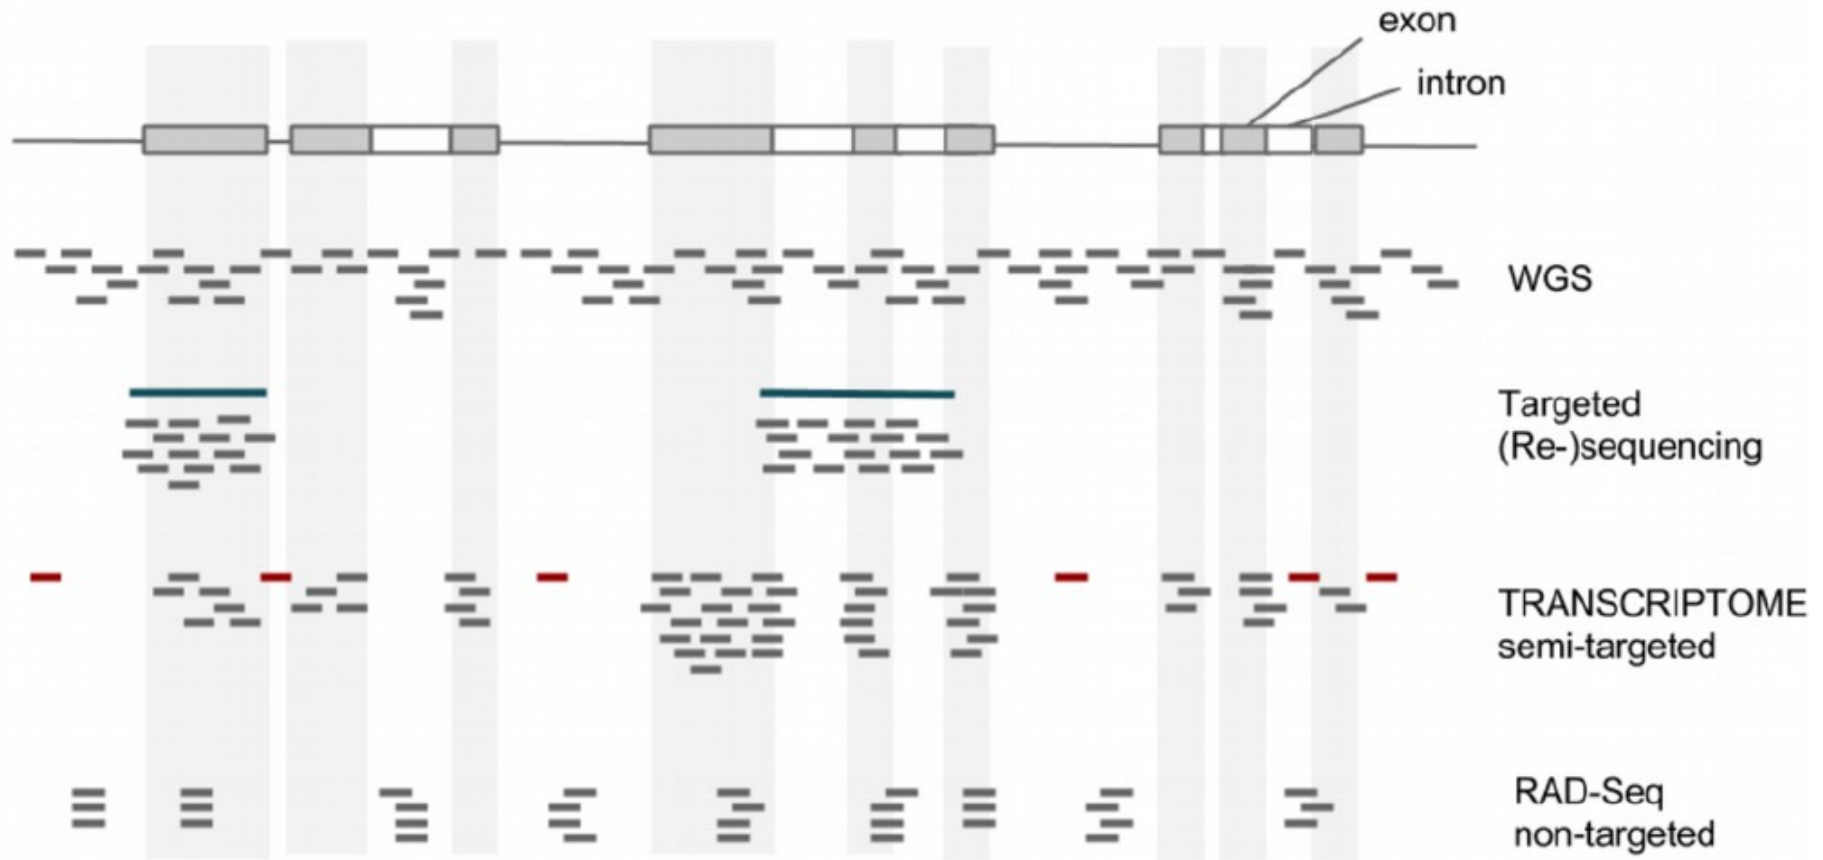 exon
intron
WGS
Targeted
(Re-)sequencing
TRANSCRIPTOME
semi-targeted
RAD-Seq
non-targeted